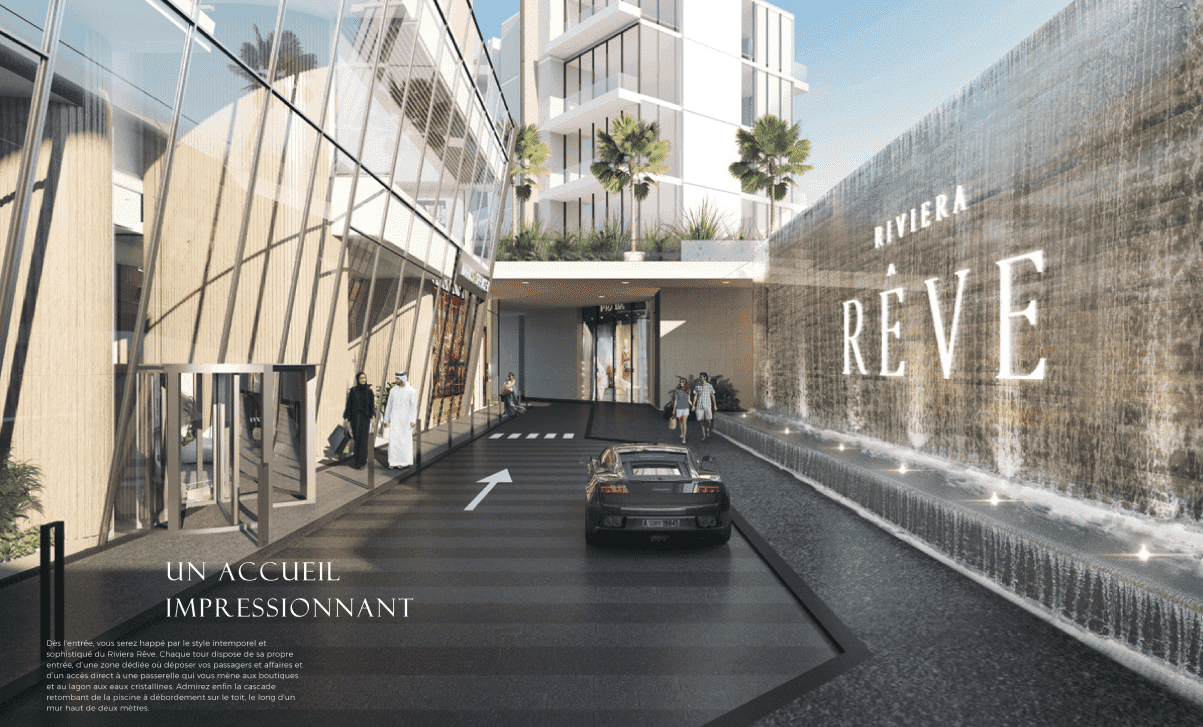 RIVIERA
RÊVE
PRADA
UN ACCUEIL
IMPRESSIONNANT
Dès l'entrée, vous serez happé par le style intemporel et
sophistiqué du Riviera Rêve. Chaque tour dispose de sa propre
entrée, d'une zone dédiée où déposer vos passagers et affaires et
d'un accès direct à une passerelle qui vous mène aux boutiques
et au lagon aux eaux cristallines. Admirez enfin la cascade
retombant de la piscine à débordement sur le toit, le long d'un
mur haut de deux mètres.